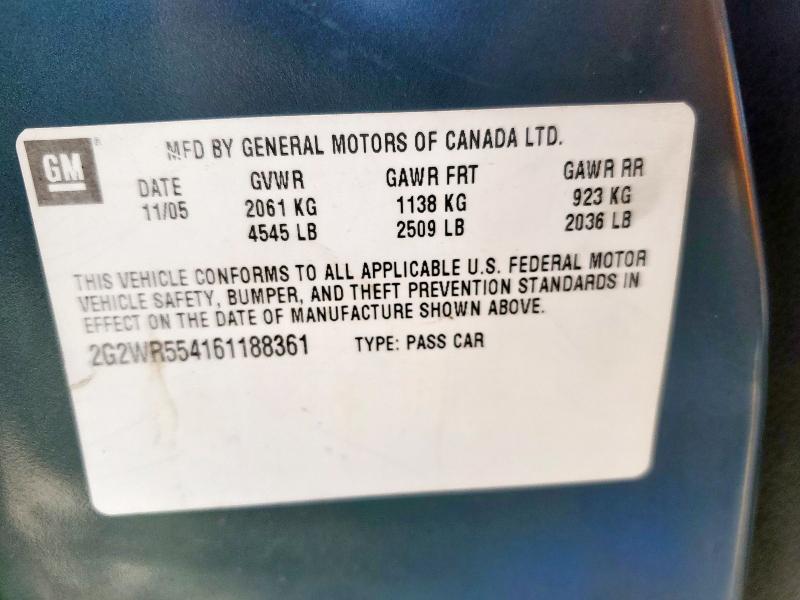 GM
MFD BY GENERAL MOTORS OF CANADA LTD.
DATE GVWR GAWR FRT GAWR RR
11/05 2061 KG 1138 KG 923 KG
4545 LB 2509 LB 2036 LB
THIS VEHICLE CONFORMS TO ALL APPLICABLE U.S. FEDERAL MOTOR
VEHICLE SAFETY, BUMPER, AND THEFT PREVENTION STANDARDS IN
EFFECT ON THE DATE OF MANUFACTURE SHOWN ABOVE.
2G2WR554161188361 TYPE: PASS CAR